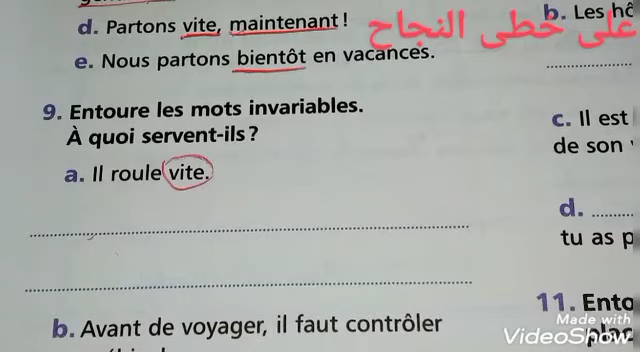 d. Partons vite, maintenant !
e. Nous partons bientôt en vacances.
على خطى النجاح
9. Entoure les mots invariables.
À quoi servent-ils ?
a. Il roule vite.
b. Avant de voyager, il faut contrôler
b. Les hô
c. Il est
de son
d.
tu as p
11. Ento
plac
Made with
VideoShow